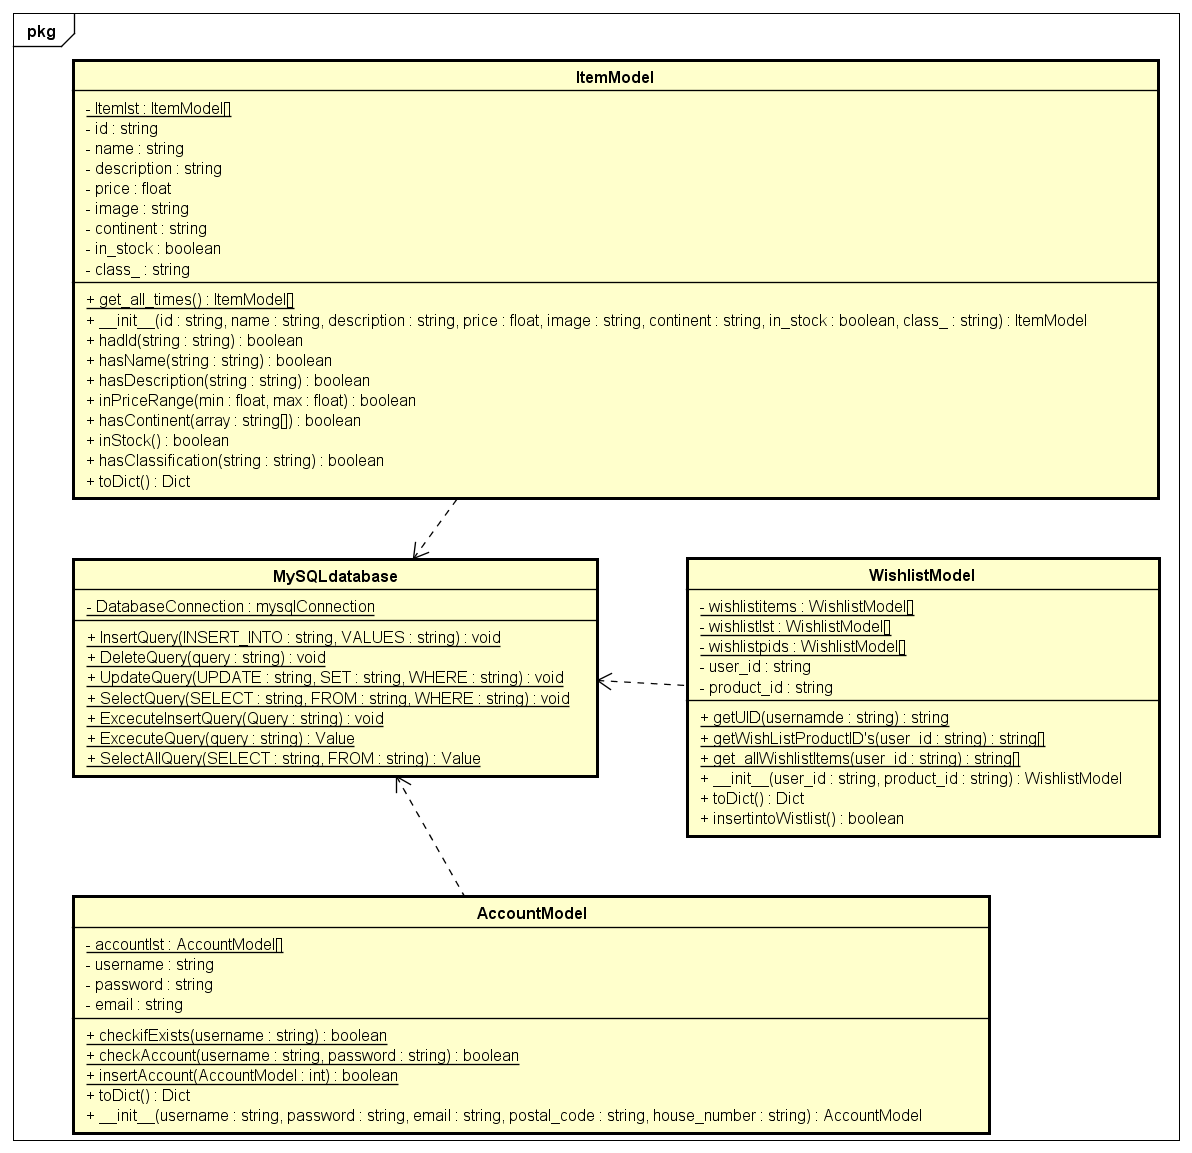 pkg
ItemModel
- Itemlst : ItemModel[]
- id : string
- name : string
- description : string
- price : float
- image : string
- continent : string
- in_stock : boolean
- class_ : string
+ get_all_times() : ItemModel[]
+ __init__(id : string, name : string, description : string, price : float, image : string, continent : string, in_stock : boolean, class_ : string) : ItemModel
+ hadId(string : string) : boolean
+ hasName(string : string) : boolean
+ hasDescription(string : string) : boolean
+ inPriceRange(min : float, max : float) : boolean
+ hasContinent(array : string[]) : boolean
+ inStock() : boolean
+ hasClassification(string : string) : boolean
+ toDict() : Dict
MySQLdatabase
- DatabaseConnection : mysqlConnection
+ InsertQuery(INSERT_INTO : string, VALUES : string) : void
+ DeleteQuery(query : string) : void
+ UpdateQuery(UPDATE : string, SET : string, WHERE : string) : void
+ SelectQuery(SELECT : string, FROM : string, WHERE : string) : void
+ ExcecuteInsertQuery(Query : string) : void
+ ExcecuteQuery(query : string) : Value
+ SelectAllQuery(SELECT : string, FROM : string) : Value
WishlistModel
- wishlistitems : WishlistModel[]
- wishlistlst : WishlistModel[]
- wishlistpids : WishlistModel[]
- user_id : string
- product_id : string
+ getUID(usernamde : string) : string
+ getWishListProductID's(user_id : string) : string[]
+ get_allWishlistItems(user_id : string) : string[]
+ __init__(user_id : string, product_id : string) : WishlistModel
+ toDict() : Dict
+ insertintoWistlist() : boolean
AccountModel
- accountlst : AccountModel[]
- username : string
- password : string
- email : string
+ checkifExists(username : string) : boolean
+ checkAccount(username : string, password : string) : boolean
+ insertAccount(AccountModel : int) : boolean
+ toDict() : Dict
+ __init__(username : string, password : string, email : string, postal_code : string, house_number : string) : AccountModel